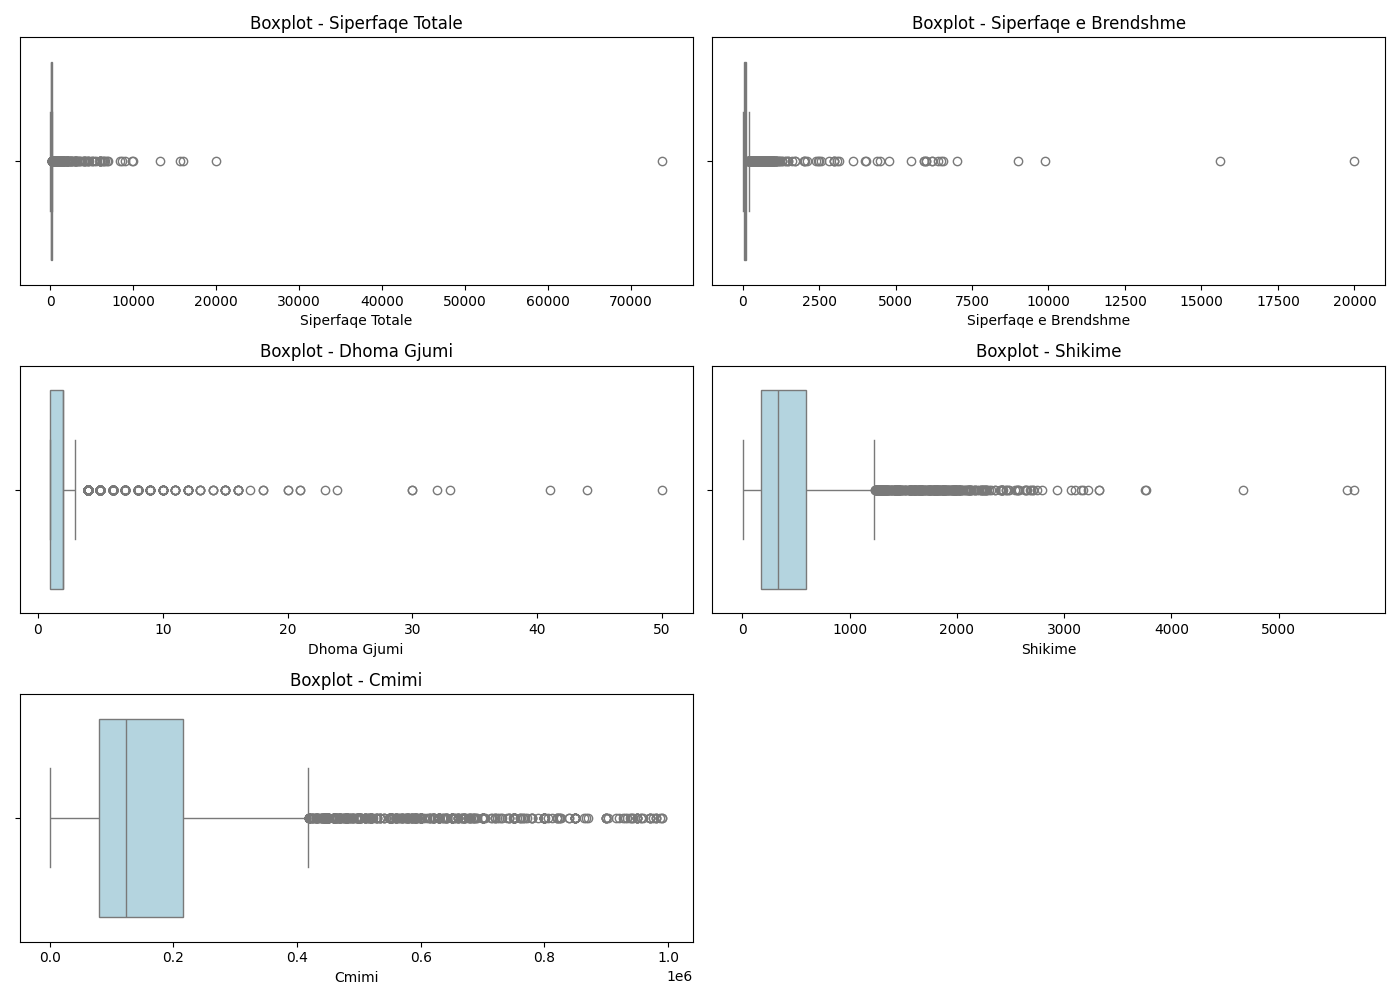 Boxplot - Siperfaqe Totale
0 10000 20000 30000 40000 50000 60000 70000
Siperfaqe Totale
Boxplot - Siperfaqe e Brendshme
0 2500 5000 7500 10000 12500 15000 17500 20000
Siperfaqe e Brendshme
Boxplot - Dhoma Gjumi
0 10 20 30 40 50
Dhoma Gjumi
Boxplot - Shikime
0 1000 2000 3000 4000 5000
Shikime
Boxplot - Cmimi
0.0 0.2 0.4 0.6 0.8 1.0
1e6
Cmimi